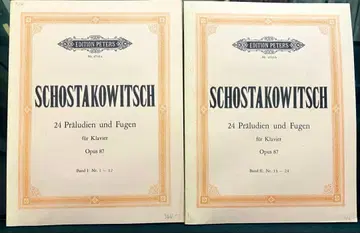 EDITION PETERS
SCHOSTAKOWITSCH
24 Präludien und Fugen
für Klavier
Opus 87
Band I: Nr. 1 - 12
EDITION PETERS
SCHOSTAKOWITSCH
24 Präludien und Fugen
für Klavier
Opus 87
Band II: Nr. 13 - 24